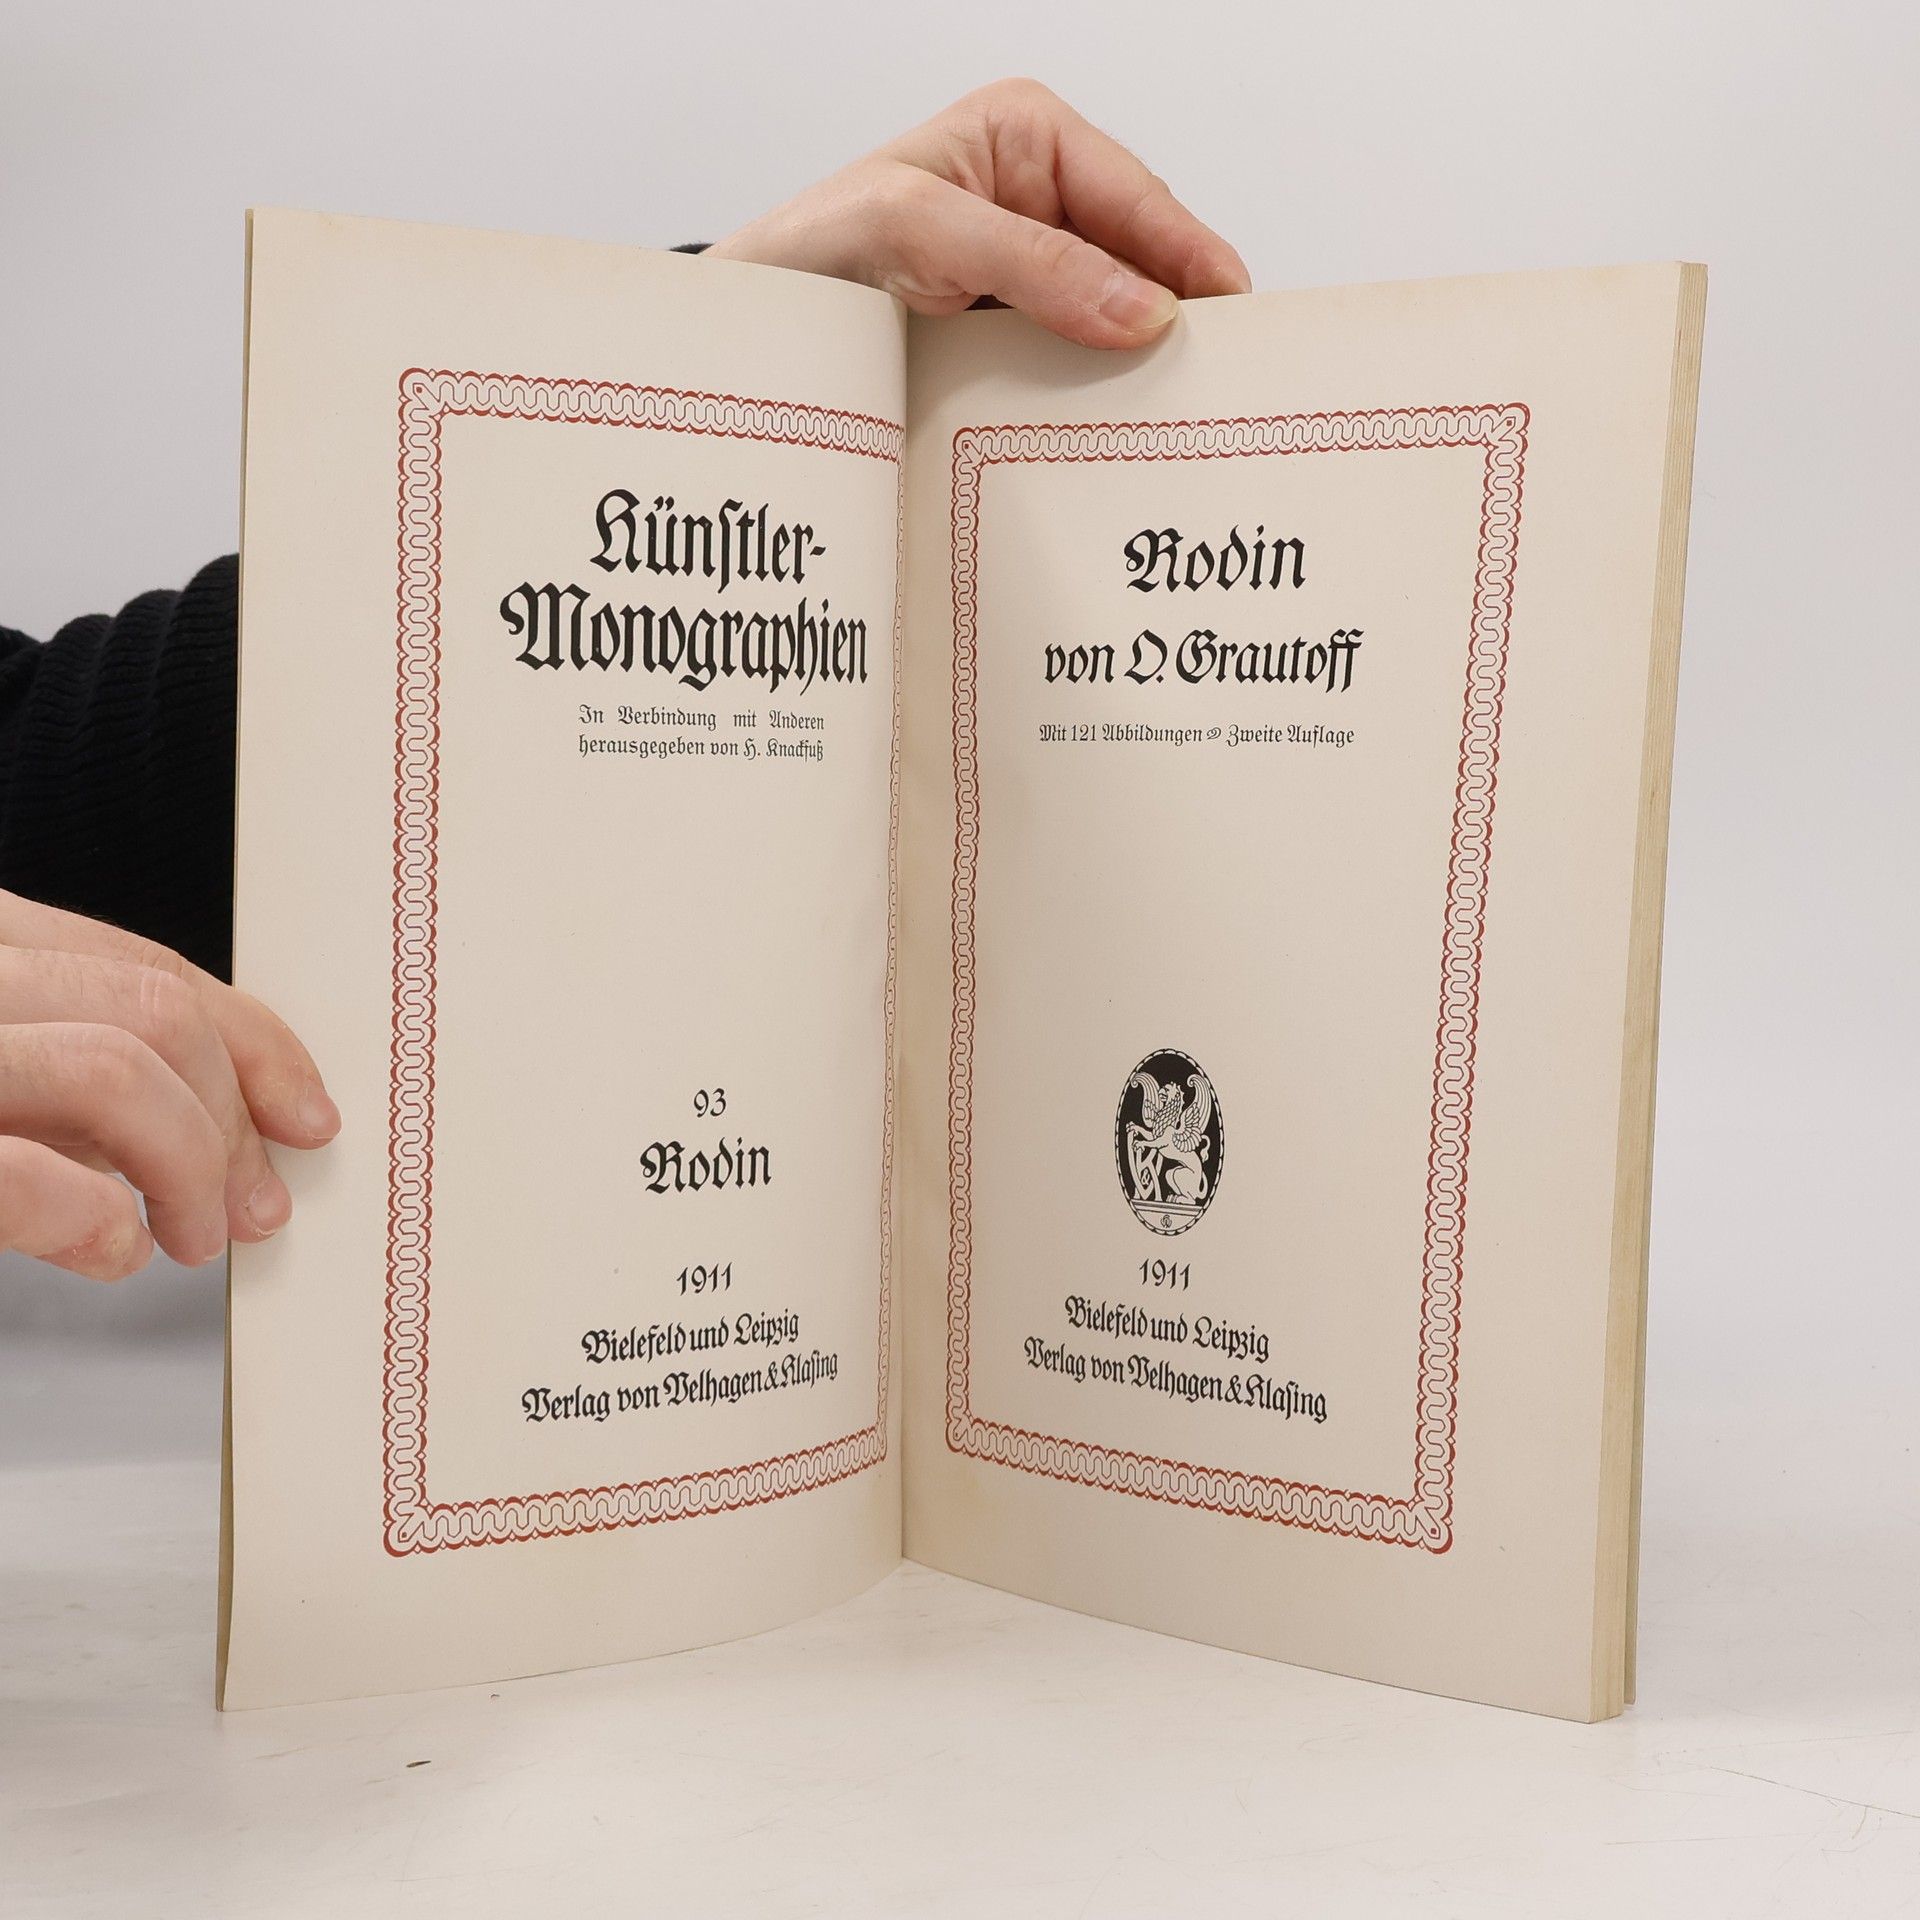 Künſtler-
Monographien
In Verbindung mit Anderen
herausgegeben von H. Knackfuß
93
Rodin
1911
Bielefeld und Leipzig
Verlag von Velhagen & Klaſing
Rodin
von O. Grautoff
Mit 121 Abbildungen Zweite Auflage
1911
Bielefeld und Leipzig
Verlag von Velhagen & Klaſing